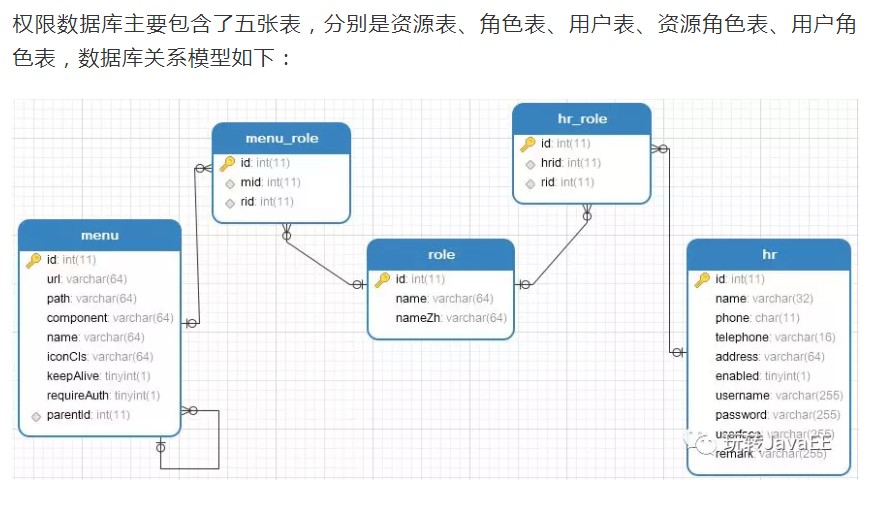 权限数据库主要包含了五张表，分别是资源表、角色表、用户表、资源角色表、用户角
色表，数据库关系模型如下：
menu_role
id: int(11)
mid: int(11)
rid: int(11)
hr_role
id: int(11)
hrid: int(11)
rid: int(11)
menu
id: int(11)
url: varchar(64)
path: varchar(64)
component: varchar(64)
name: varchar(64)
iconCls: varchar(64)
keepAlive: tinyint(1)
requireAuth: tinyint(1)
parentId: int(11)
role
id: int(11)
name: varchar(64)
nameZh: varchar(64)
hr
id: int(11)
name: varchar(32)
phone: char(11)
telephone: varchar(16)
address: varchar(64)
enabled: tinyint(1)
username: varchar(255)
password: varchar(255)
userface: varchar(255)
remark: varchar(255)
玩转JavaEE